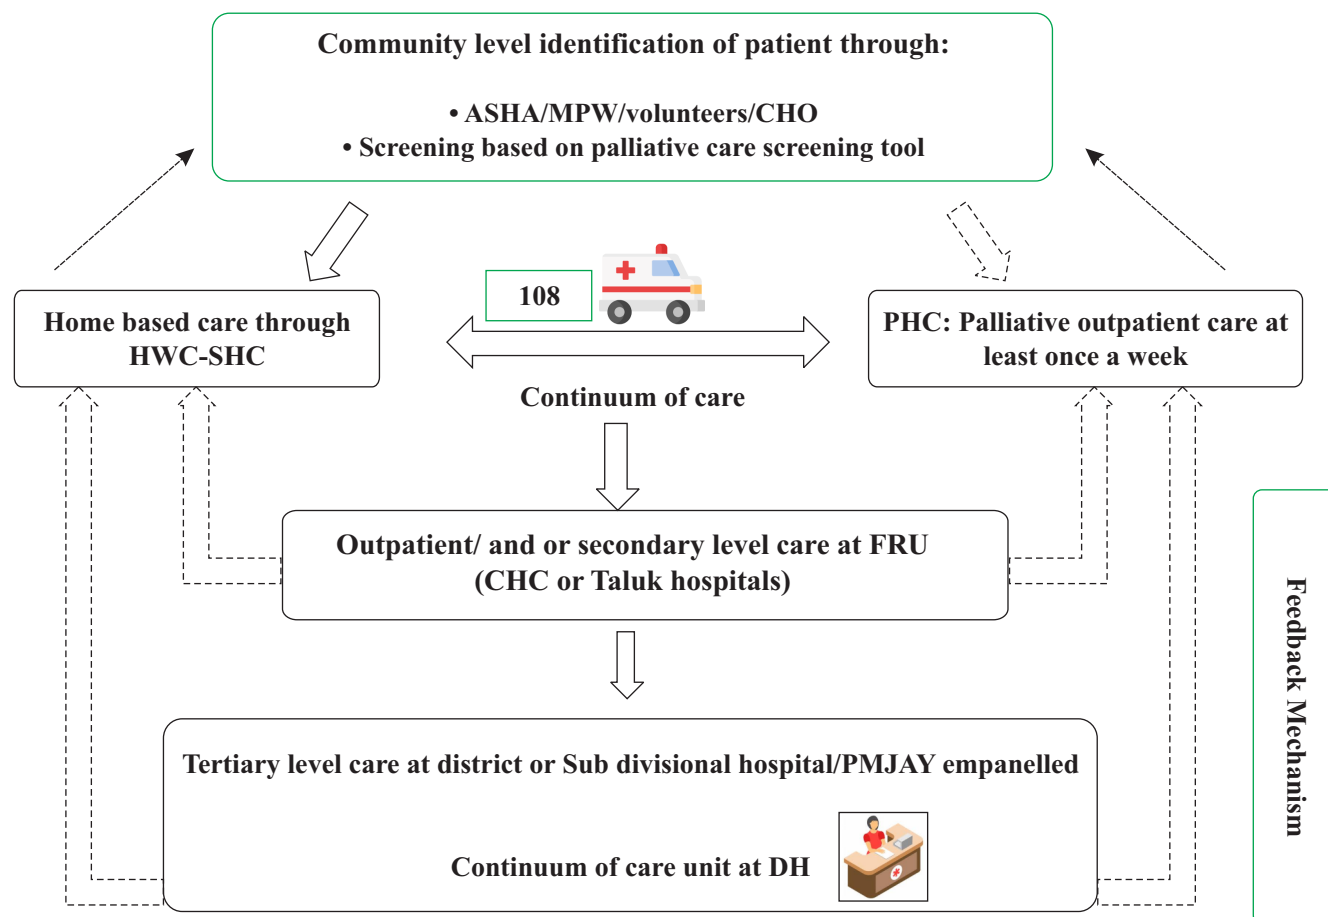 Community level identification of patient through:
• ASHA/MPW/volunteers/CHO
• Screening based on palliative care screening tool
108
Home based care through
HWC-SHC
PHC: Palliative outpatient care at
least once a week
Continuum of care
Outpatient/ and or secondary level care at FRU
(CHC or Taluk hospitals)
Feedback Mechanism
Tertiary level care at district or Sub divisional hospital/PMJAY empanelled
Continuum of care unit at DH